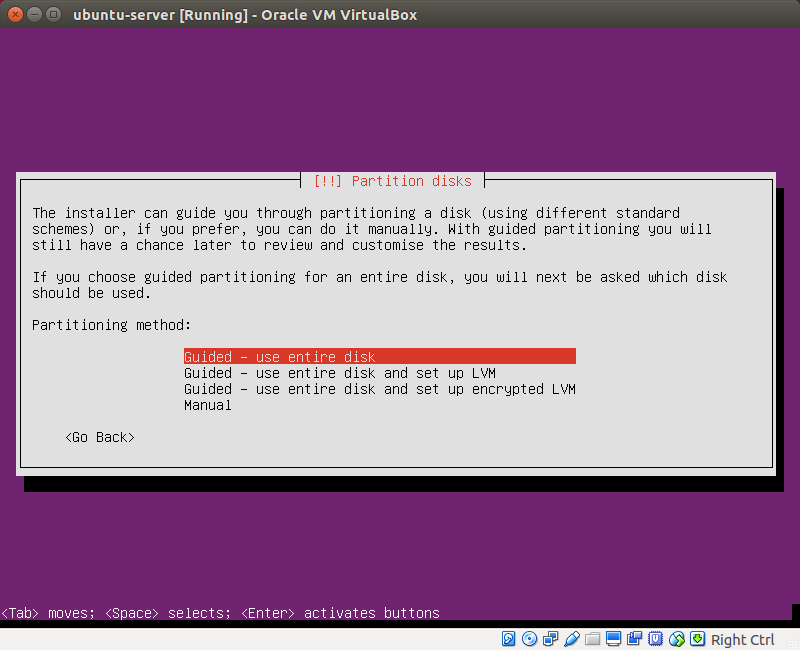 ubuntu-server [Running] - Oracle VM VirtualBox
[!!] Partition disks
The installer can guide you through partitioning a disk (using different standard
schemes) or, if you prefer, you can do it manually. With guided partitioning you will
still have a chance later to review and customise the results.
If you choose guided partitioning for an entire disk, you will next be asked which disk
should be used.
Partitioning method:
Guided - use entire disk
Guided - use entire disk and set up LVM
Guided - use entire disk and set up encrypted LVM
Manual
<Go Back>
<Tab> moves; <Space> selects; <Enter> activates buttons
Right Ctrl